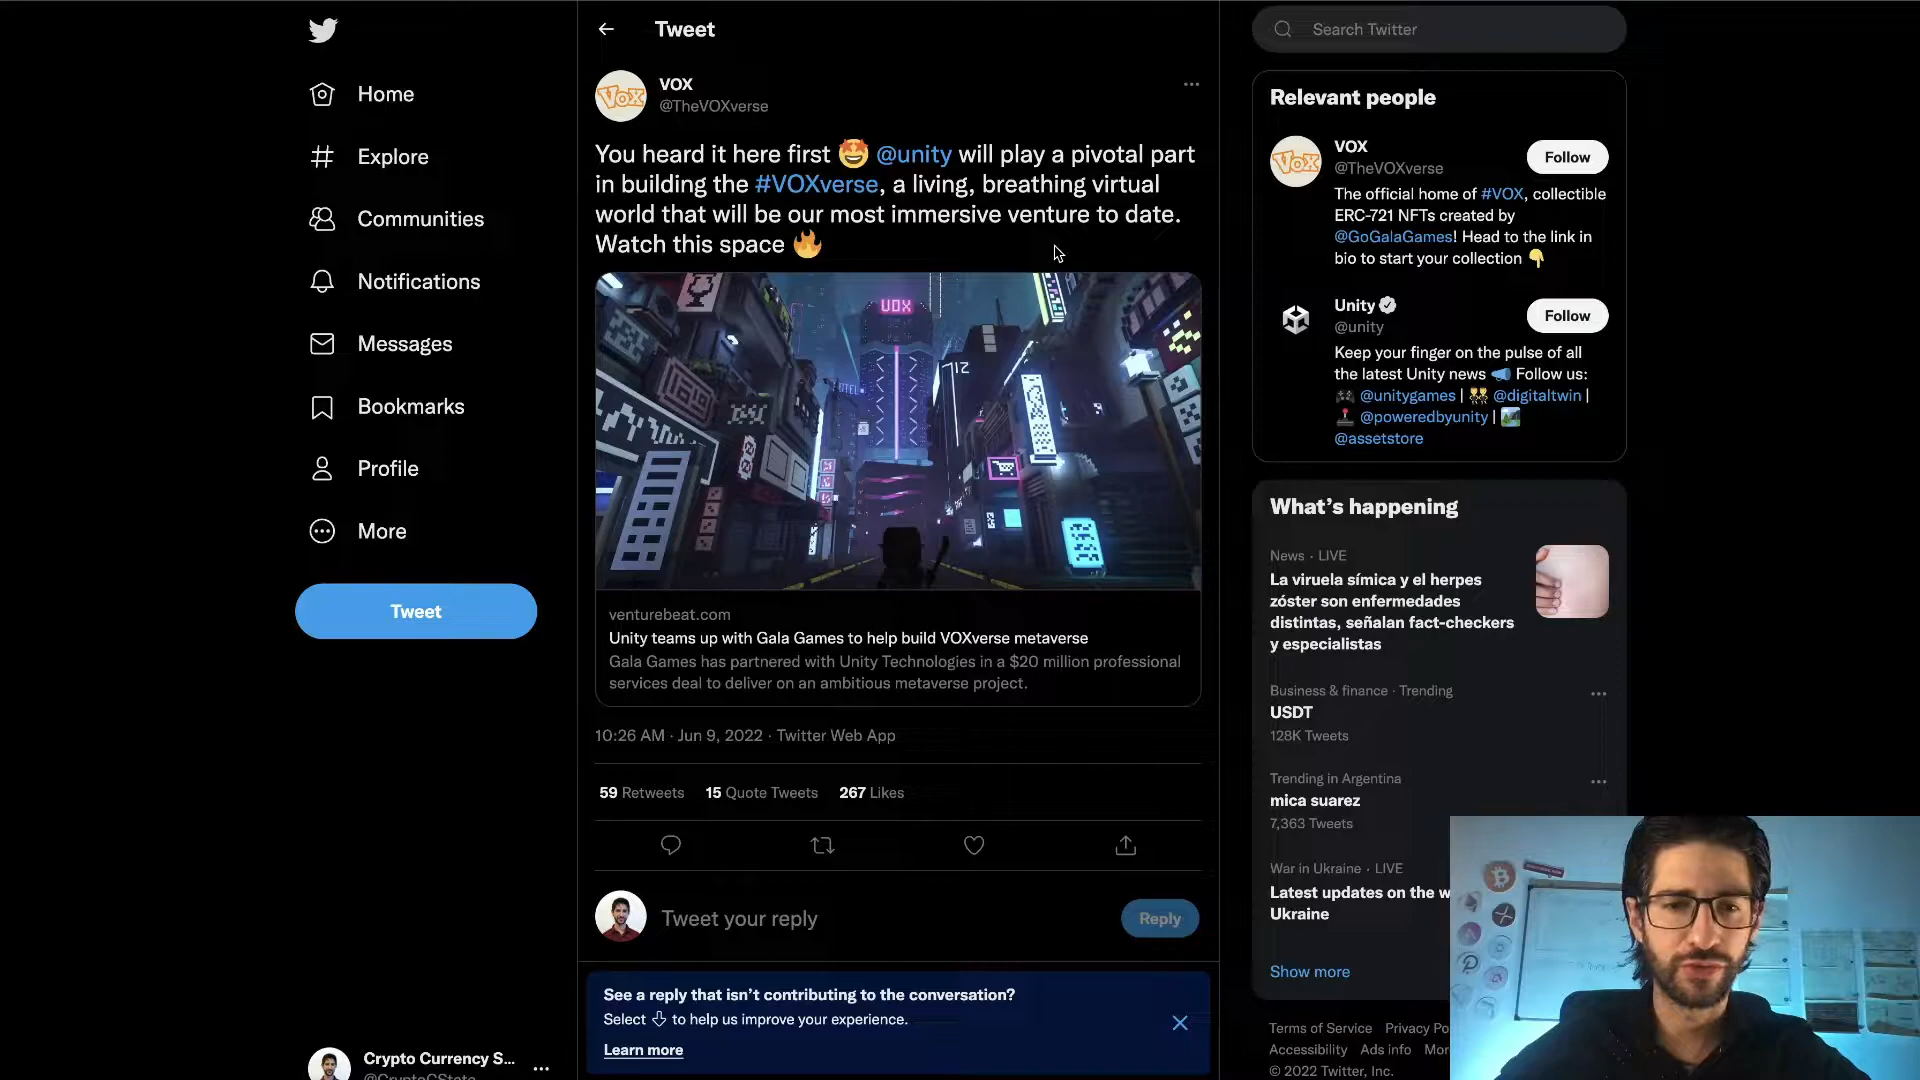 Home
Explore
Communities
Notifications
Messages
Bookmarks
Profile
More
Tweet
Crypto Currency S...
Tweet
VOX
VOX
@TheVOXverse
You heard it here first 🤩 @unity will play a pivotal part
in building the #VOXverse, a living, breathing virtual
world that will be our most immersive venture to date.
Watch this space 🔥
VOX
HOTEL
12
venturebeat.com
Unity teams up with Gala Games to help build VOXverse metaverse
Gala Games has partnered with Unity Technologies in a $20 million professional
services deal to deliver on an ambitious metaverse project.
10:26 AM · Jun 9, 2022 · Twitter Web App
59 Retweets 15 Quote Tweets 267 Likes
Tweet your reply
Reply
See a reply that isn't contributing to the conversation?
Select to help us improve your experience.
Learn more
Search Twitter
Relevant people
VOX
VOX
@TheVOXverse
Follow
The official home of #VOX, collectible
ERC-721 NFTs created by
@GoGalaGames! Head to the link in
bio to start your collection 👇
Unity
@unity
Follow
Keep your finger on the pulse of all
the latest Unity news 📣 Follow us:
🎮 @unitygames | 👯 @digitaltwin |
🕹 @poweredbyunity | 🏞
@assetstore
What's happening
News · LIVE
La viruela símica y el herpes
zóster son enfermedades
distintas, señalan fact-checkers
y especialistas
Business & finance · Trending
USDT
128K Tweets
Trending in Argentina
mica suarez
7,363 Tweets
War in Ukraine · LIVE
Latest updates on the w
Ukraine
Show more
Terms of Service Privacy Po
Accessibility Ads info Mor
© 2022 Twitter, Inc.